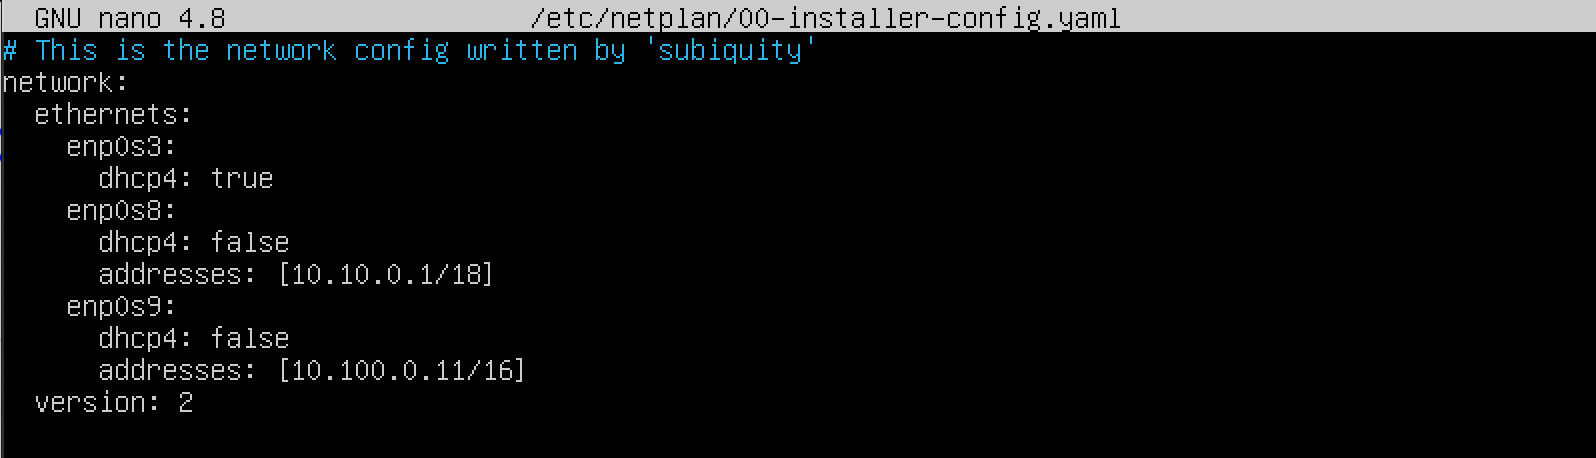 GNU nano 4.8 /etc/netplan/00-installer-config.yaml
# This is the network config written by 'subiquity'
network:
  ethernets:
    enp0s3:
      dhcp4: true
    enp0s8:
      dhcp4: false
      addresses: [10.10.0.1/18]
    enp0s9:
      dhcp4: false
      addresses: [10.100.0.11/16]
  version: 2